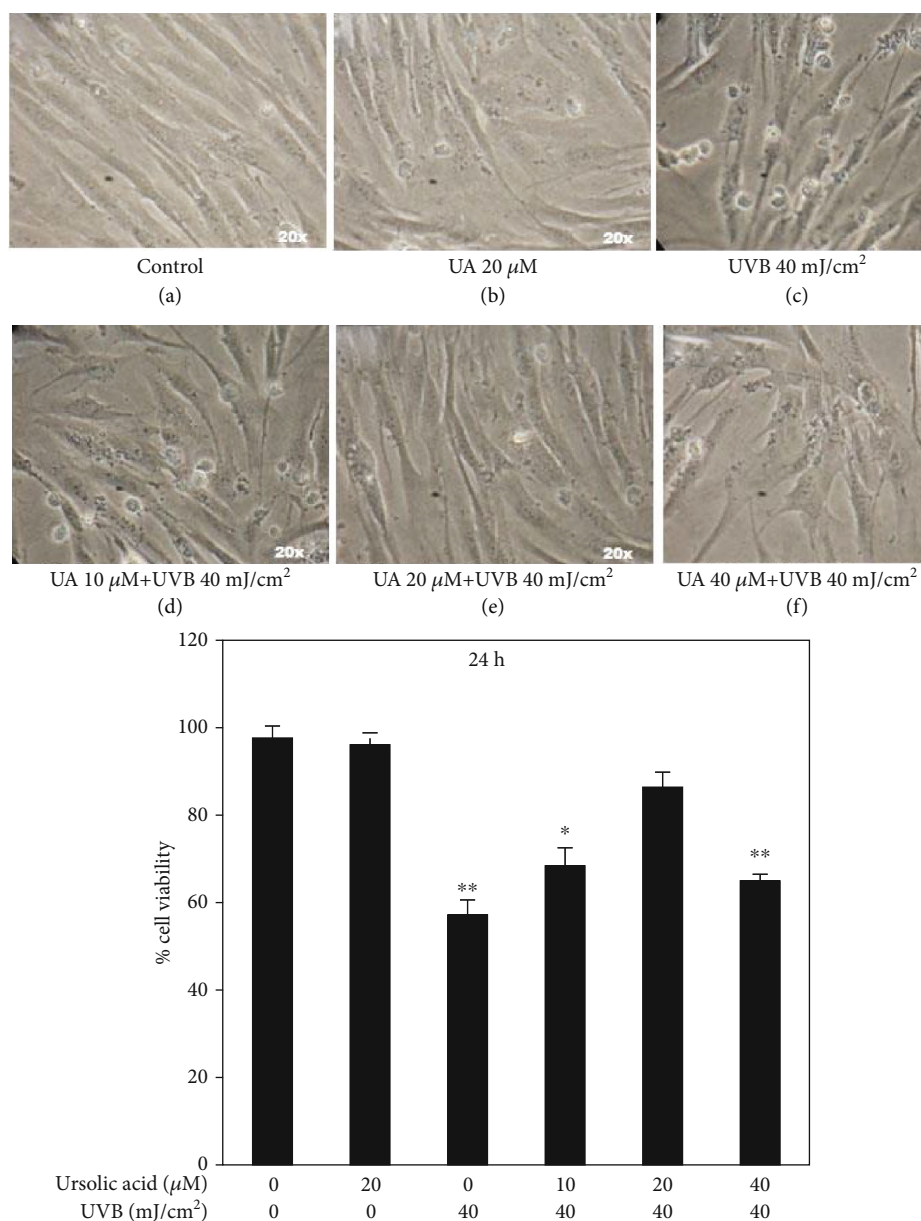 20x
20x
Control
UA 20 μM
UVB 40 mJ/cm²
(a)
(b)
(c)
20x
UA 10 μM+UVB 40 mJ/cm²
UA 20 μM+UVB 40 mJ/cm²
UA 40 μM+UVB 40 mJ/cm²
(d)
(e)
(f)
120
24 h
100
80
*
**
**
60
% cell viability
40
20
0
Ursolic acid (μM) 0 20 0 10 20 40
UVB (mJ/cm²) 0 0 40 40 40 40